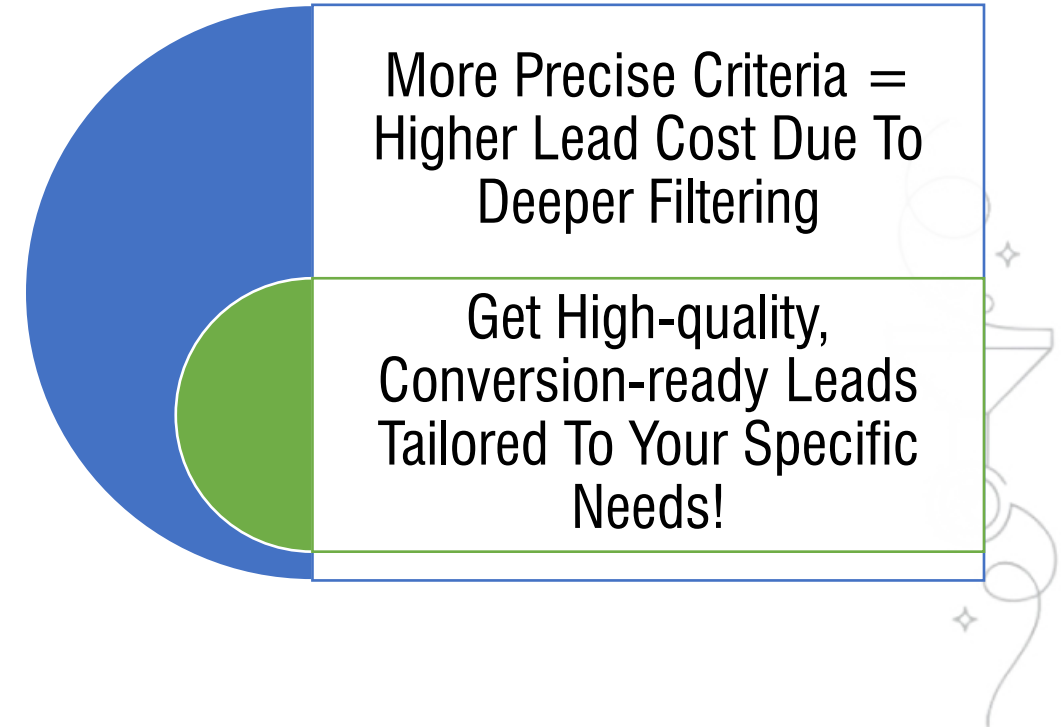 More Precise Criteria =
Higher Lead Cost Due To
Deeper Filtering
Get High-quality,
Conversion-ready Leads
Tailored To Your Specific
Needs!